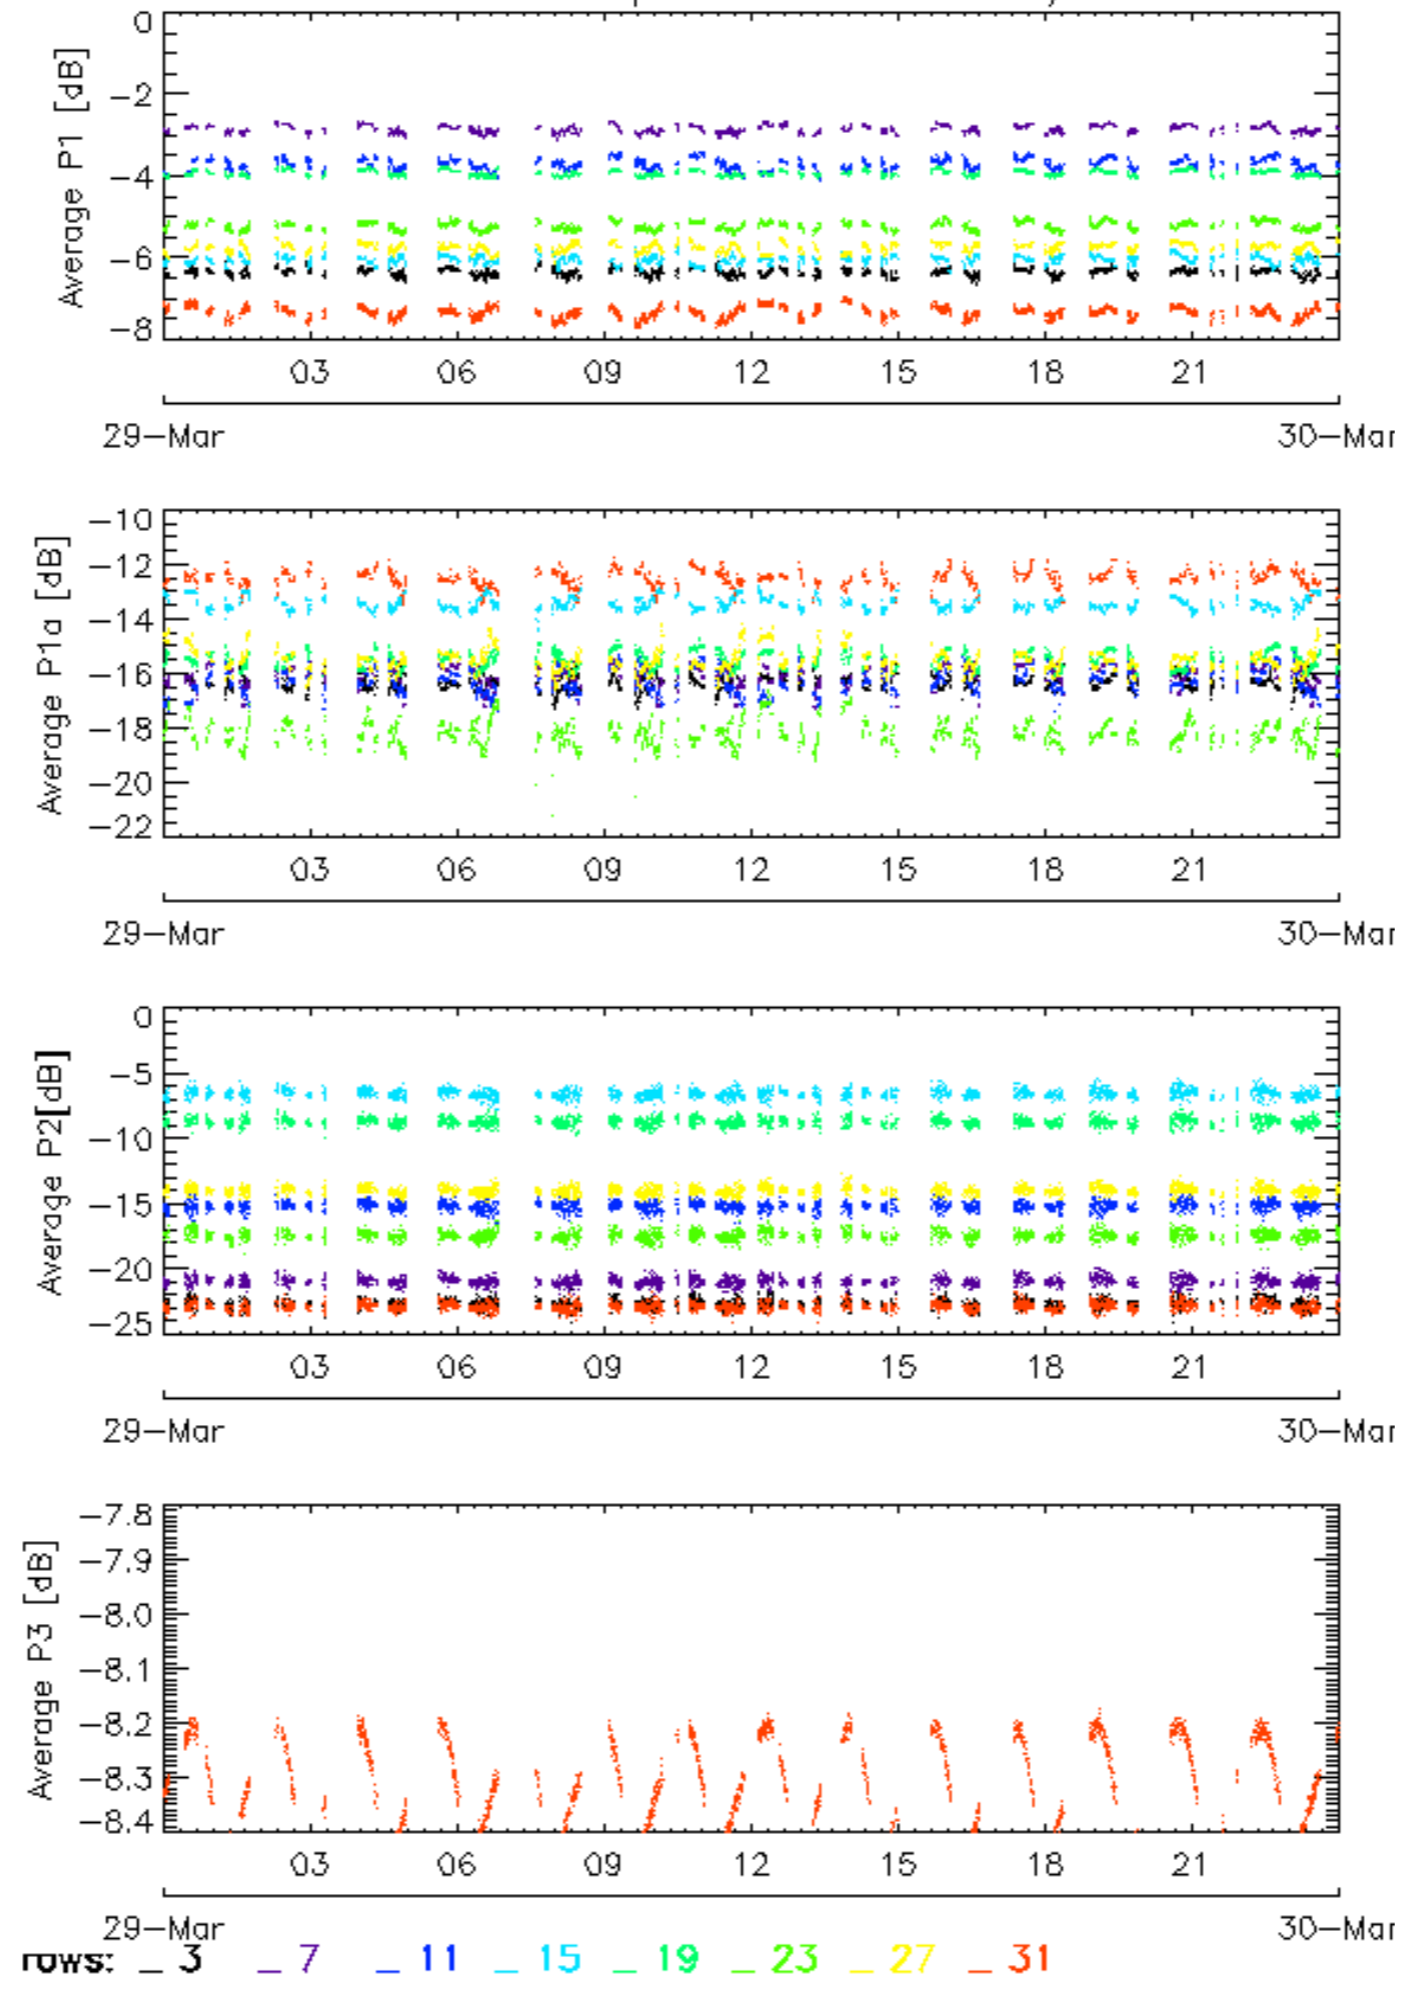 0
-2
-4
-6
-8
Average P1 [dB]
03 06 09 12 15 18 21
29-Mar 30-Mar
-10
-12
-14
-16
-18
-20
-22
Average P1a [dB]
03 06 09 12 15 18 21
29-Mar 30-Mar
0
-5
-10
-15
-20
-25
Average P2[dB]
03 06 09 12 15 18 21
29-Mar 30-Mar
-7.8
-7.9
-8.0
-8.1
-8.2
-8.3
-8.4
Average P3 [dB]
03 06 09 12 15 18 21
29-Mar 30-Mar
rows: _ 3 _ 7 _ 11 _ 15 _ 19 _ 23 _ 27 _ 31